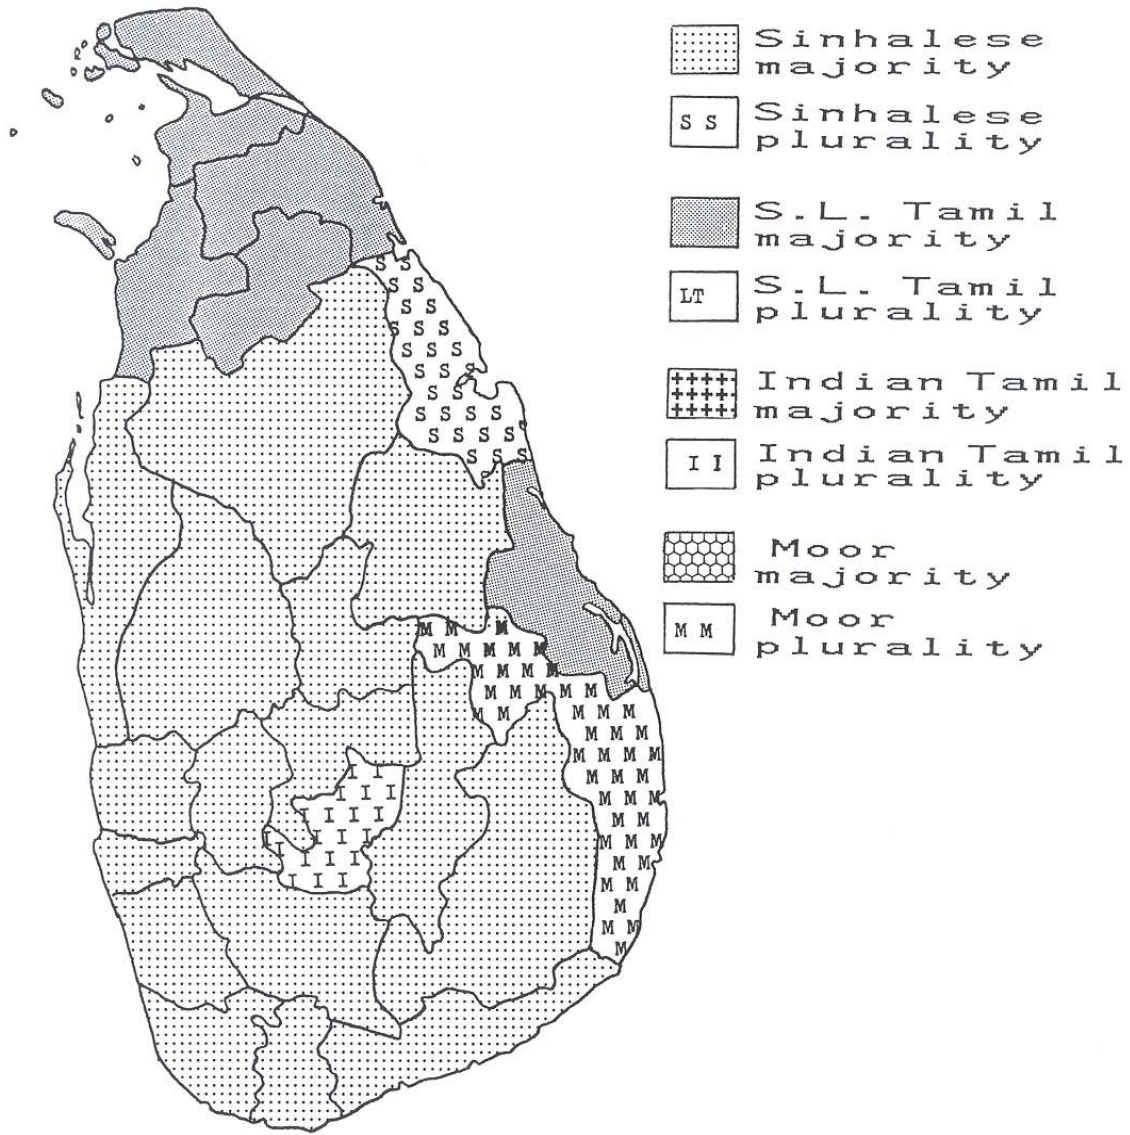 Sinhalese
majority
S S
Sinhalese
plurality
S.L. Tamil
majority
LT
S.L. Tamil
plurality
Indian Tamil
majority
I I
Indian Tamil
plurality
Moor
majority
M M
Moor
plurality
S S
S S
S S
S S S
S S S
S S S
S S
S S S S
S S S S
S S S
M M M
M M M M M
M M M M
M M M M M
M M
M M M
M M M
M M M M
M M M
M M M
M M
M M M
M M
M M
M
M M
M
I I
I I I
I I I I
I I I
I
I I I
I I I